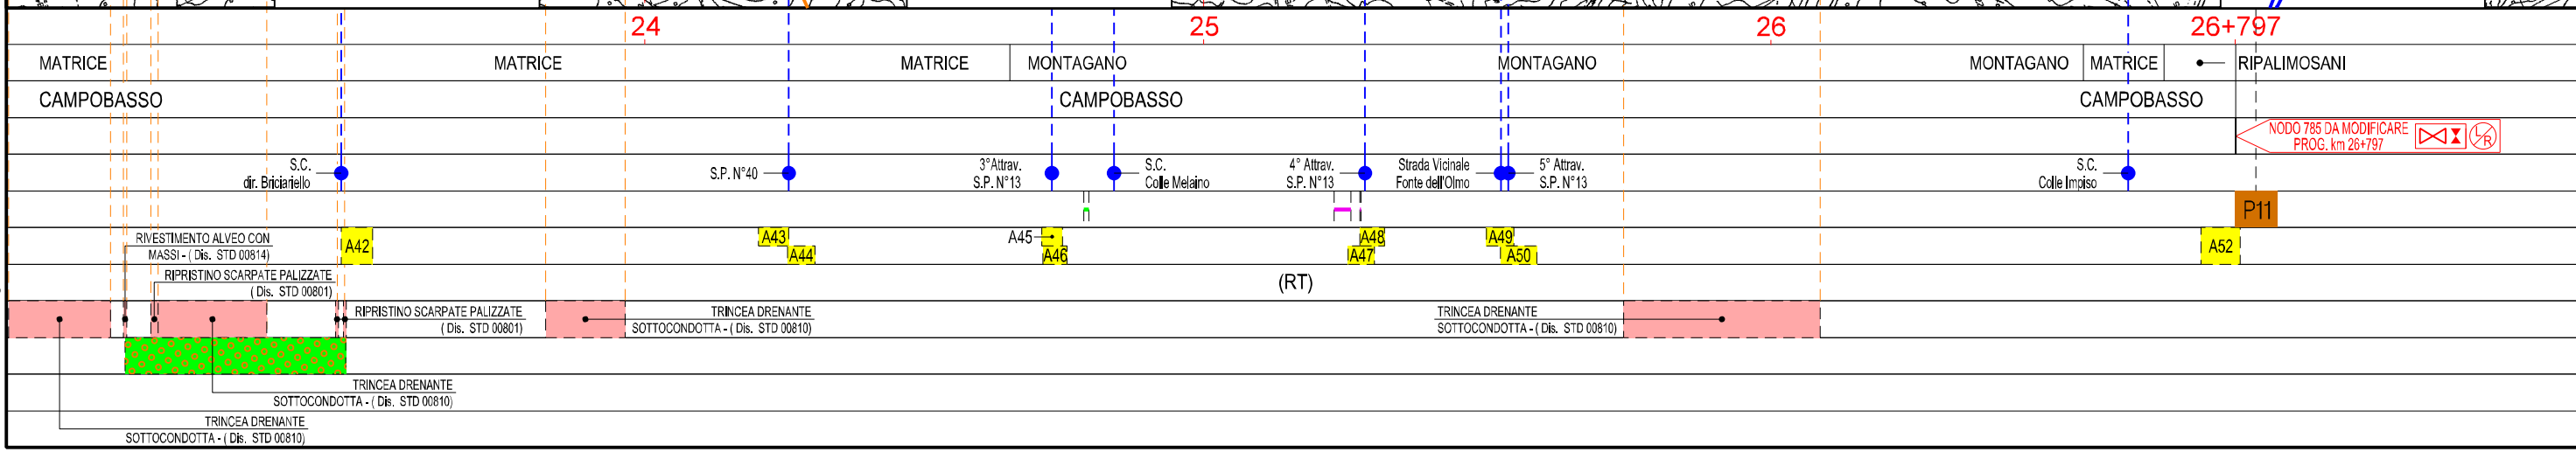 24 25 26 26+797
MATRICE MATRICE MATRICE MONTAGANO MONTAGANO MONTAGANO MATRICE RIPALIMOSANI
CAMPOBASSO CAMPOBASSO CAMPOBASSO
NODO 785 DA MODIFICARE
PROG. km 26+797
L/R
S.C.
dir. Briciariello
S.P. N°40
3°Attrav.
S.P. N°13
S.C.
Colle Melaino
4° Attrav.
S.P. N°13
Strada Vicinale
Fonte dell'Olmo
5° Attrav.
S.P. N°13
S.C.
Colle Impiso
P11
RIVESTIMENTO ALVEO CON
MASSI - ( Dis. STD 00814)
A42 A43 A44 A45 A46 A47 A48 A49 A50 A52
RIPRISTINO SCARPATE PALIZZATE
( Dis. STD 00801)
(RT)
RIPRISTINO SCARPATE PALIZZATE
( Dis. STD 00801)
TRINCEA DRENANTE
SOTTOCONDOTTA - ( Dis. STD 00810)
TRINCEA DRENANTE
SOTTOCONDOTTA - ( Dis. STD 00810)
TRINCEA DRENANTE
SOTTOCONDOTTA - ( Dis. STD 00810)
TRINCEA DRENANTE
SOTTOCONDOTTA - ( Dis. STD 00810)